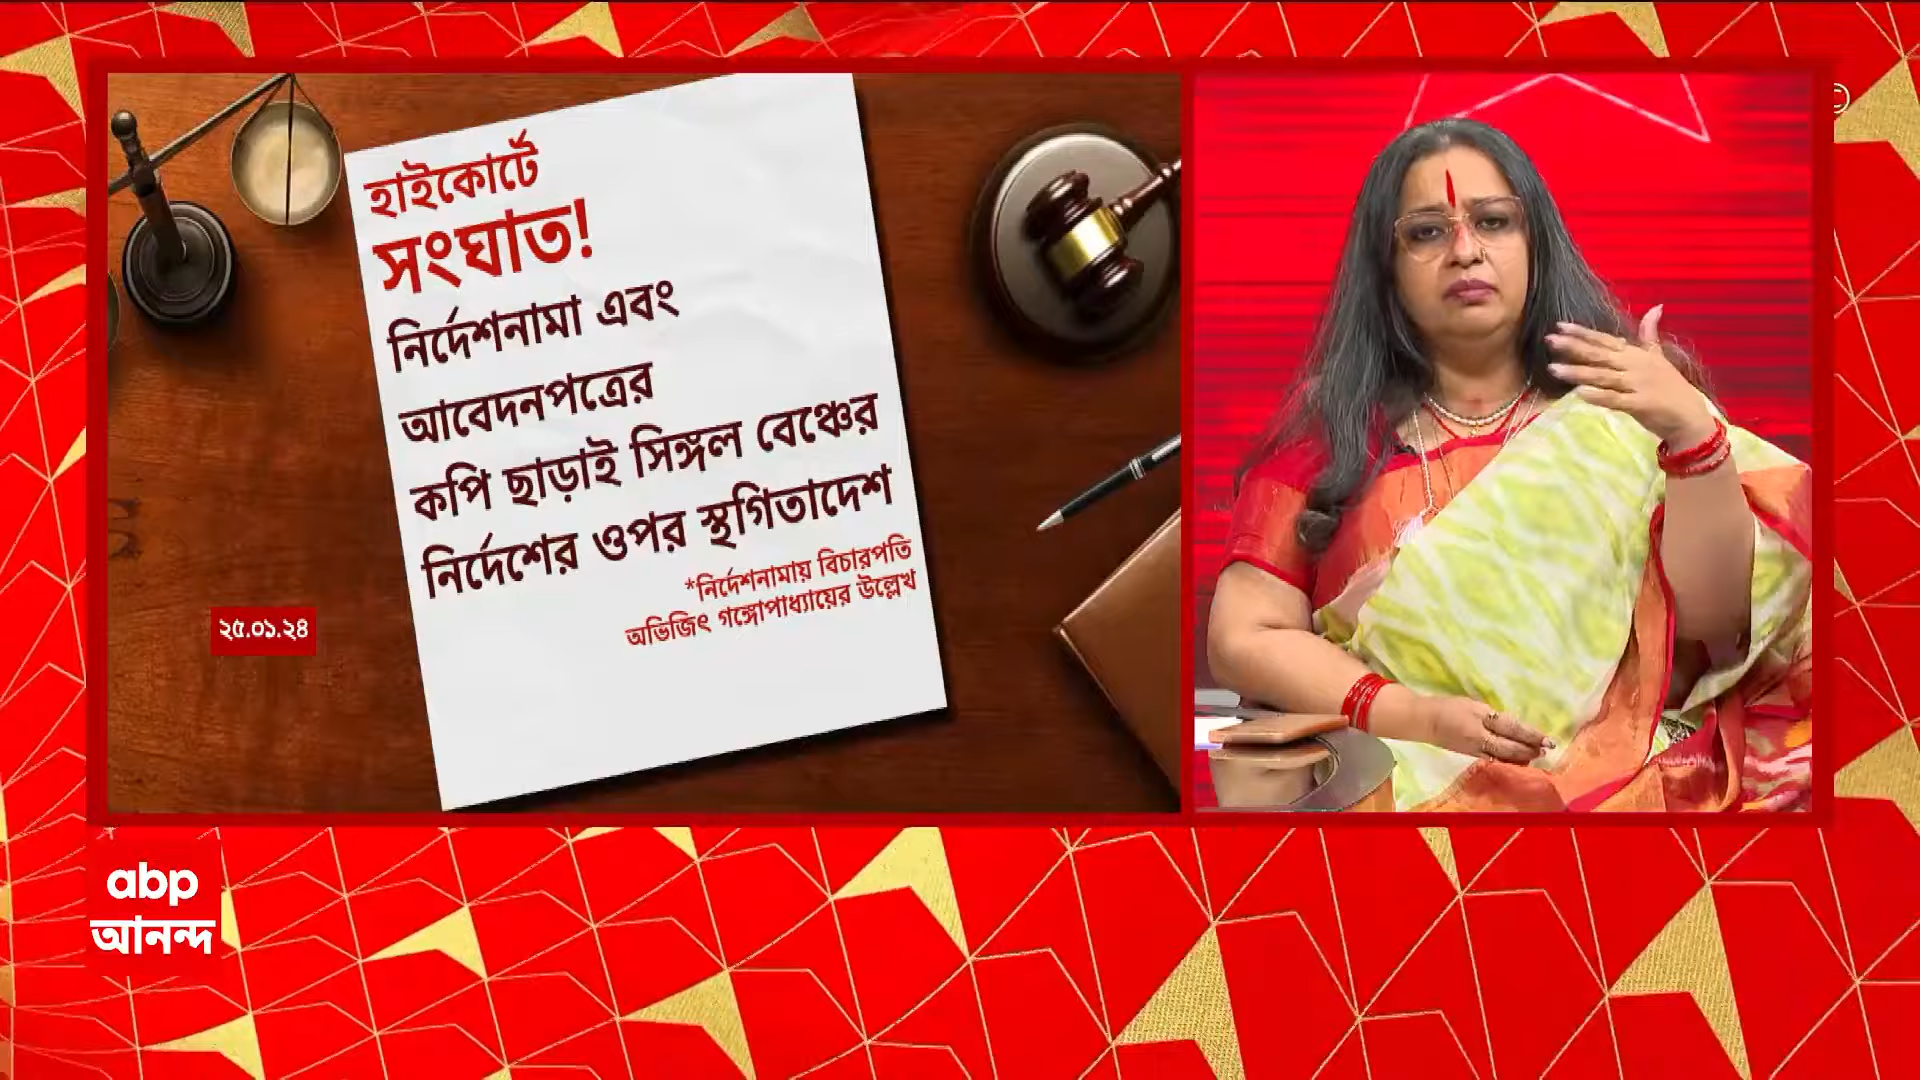 হাইকোর্টে
সংঘাত!
নির্দেশনামা এবং
আবেদনপত্রের
কপি ছাড়াই সিঙ্গল বেঞ্চের
নির্দেশের ওপর স্থগিতাদেশ
*নির্দেশনামায় বিচারপতি
অভিজিৎ গঙ্গোপাধ্যায়ের উল্লেখ
২৫.০১.২৪
abp
আনন্দ